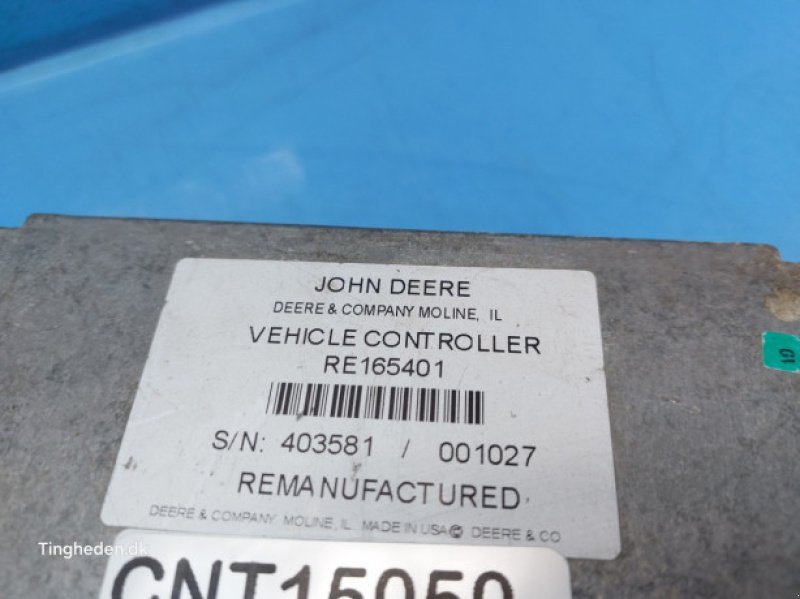 JOHN DEERE
DEERE & COMPANY MOLINE, IL
VEHICLE CONTROLLER
RE165401
S/N: 403581 / 001027
REMANUFACTURED
DEERE & COMPANY MOLINE, IL MADE IN USA © DEERE & CO
Tingheden.dk
CNT15050